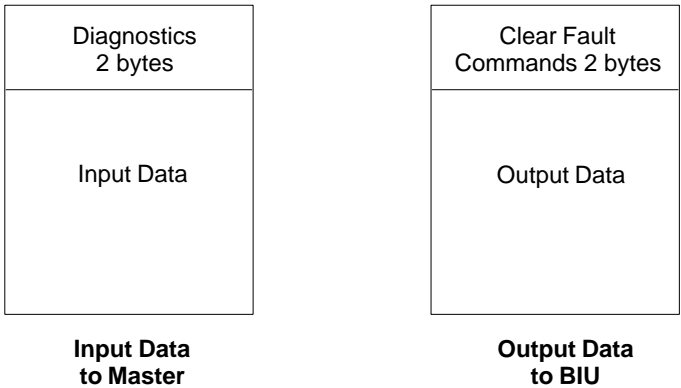 Diagnostics
2 bytes
Input Data
Input Data
to Master
Clear Fault
Commands 2 bytes
Output Data
Output Data
to BIU